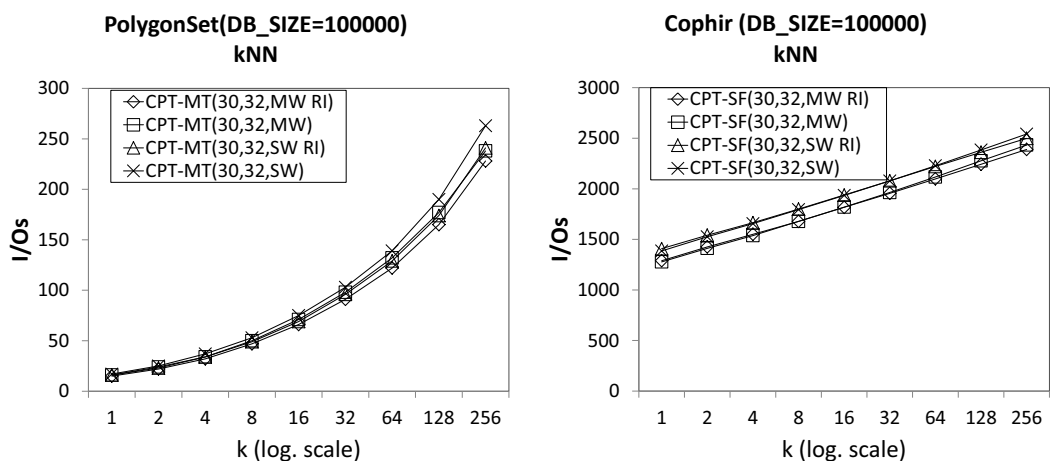 PolygonSet(DB_SIZE=100000)
kNN
300
250
200
150
100
50
0
I/Os
CPT-MT(30,32,MW RI)
CPT-MT(30,32,MW)
CPT-MT(30,32,SW RI)
CPT-MT(30,32,SW)
1 2 4 8 16 32 64 128 256
k (log. scale)
Cophir (DB_SIZE=100000)
kNN
3000
2500
2000
1500
1000
500
0
I/Os
CPT-SF(30,32,MW RI)
CPT-SF(30,32,MW)
CPT-SF(30,32,SW RI)
CPT-SF(30,32,SW)
1 2 4 8 16 32 64 128 256
k (log. scale)